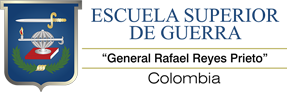 ESCUELA SUPERIOR
DE GUERRA
“General Rafael Reyes Prieto”
Colombia